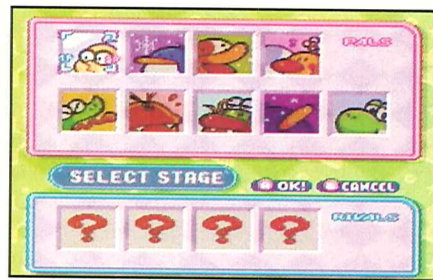 PALS
SELECT STAGE
OK! CANCEL
RIVALS
? ? ? ?